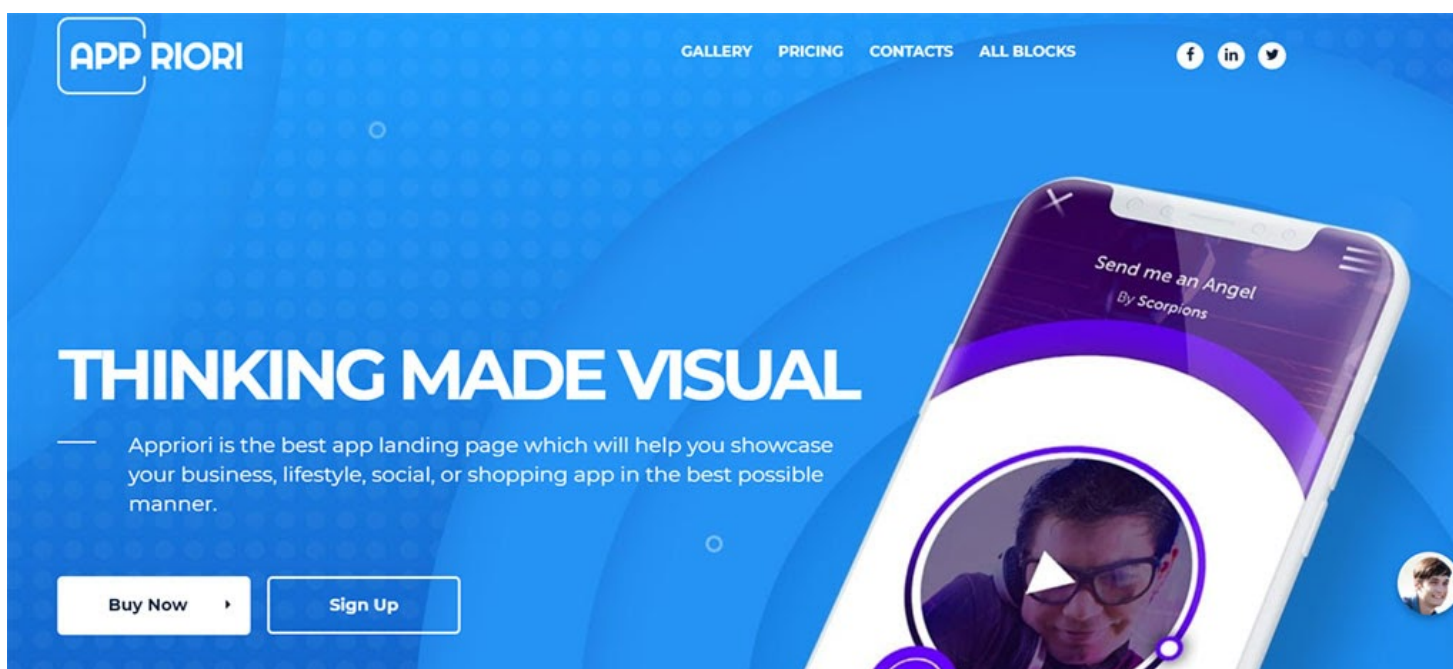 APP RIORI
GALLERY PRICING CONTACTS ALL BLOCKS
f in
Send me an Angel
By Scorpions
THINKING MADE VISUAL
Appriori is the best app landing page which will help you showcase
your business, lifestyle, social, or shopping app in the best possible
manner.
Buy Now
Sign Up